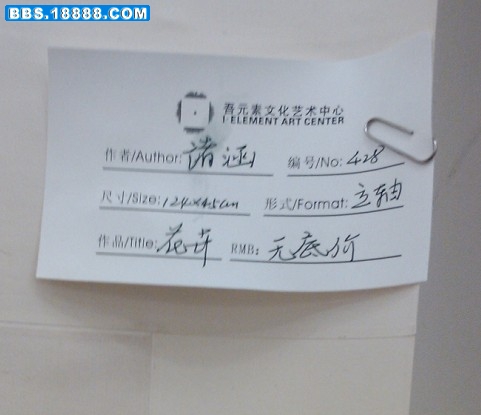 BBS.18888.COM
吾元素文化艺术中心
I-ELEMENT ART CENTER
作者/Author: 诸涵 编号/No: 428
尺寸/Size: 124x45cm 形式/Format: 立轴
作品/Title: 花卉 RMB: 无底价